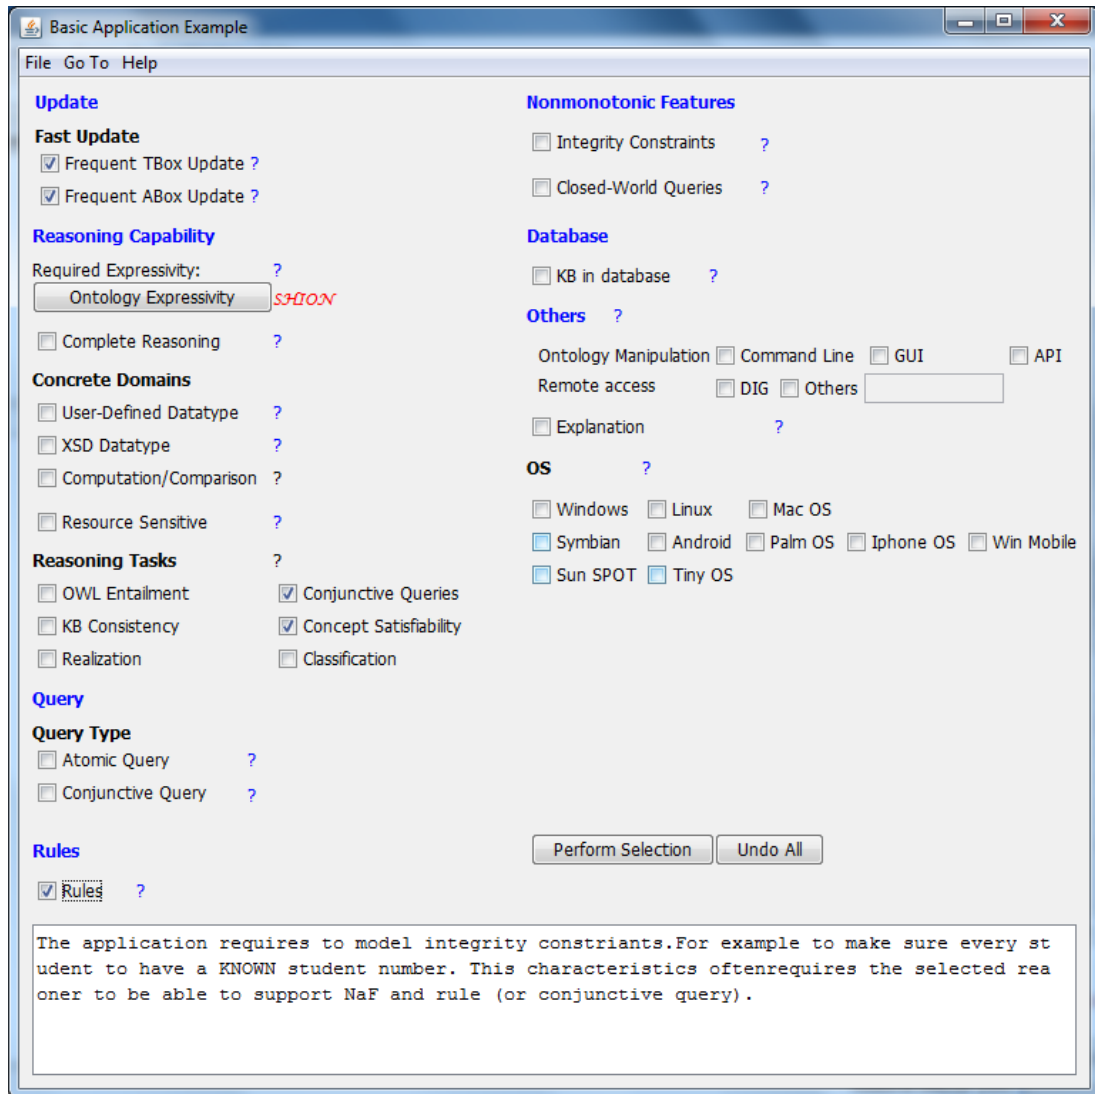 Basic Application Example
File Go To Help
Update
Fast Update
Frequent TBox Update ?
Frequent ABox Update ?
Reasoning Capability
Required Expressivity: ?
Ontology Expressivity SHION
Complete Reasoning ?
Concrete Domains
User-Defined Datatype ?
XSD Datatype ?
Computation/Comparison ?
Resource Sensitive ?
Reasoning Tasks ?
OWL Entailment Conjunctive Queries
KB Consistency Concept Satisfiability
Realization Classification
Query
Query Type
Atomic Query ?
Conjunctive Query ?
Rules
Rules ?
Nonmonotonic Features
Integrity Constraints ?
Closed-World Queries ?
Database
KB in database ?
Others ?
Ontology Manipulation Command Line GUI API
Remote access DIG Others
Explanation ?
OS ?
Windows Linux Mac OS
Symbian Android Palm OS Iphone OS Win Mobile
Sun SPOT Tiny OS
Perform Selection Undo All
The application requires to model integrity constriants.For example to make sure every st
udent to have a KNOWN student number. This characteristics oftenrequires the selected rea
oner to be able to support NaF and rule (or conjunctive query).